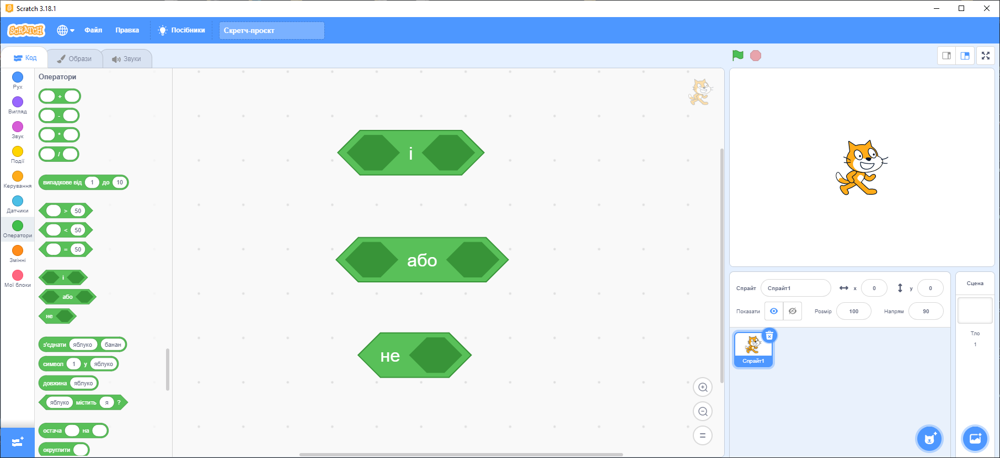 Scratch 3.18.1
SCRATCH Файл Правка Посібники Скретч-проєкт
Код Образи Звуки
Рух
Вигляд
Звук
Події
Керування
Датчики
Оператори
Змінні
Мої блоки
Оператори
+
-
*
/
випадкове від 1 до 10
> 50
< 50
= 50
і
або
не
з'єднати яблуко банан
символ 1 у яблуко
довжина яблуко
яблуко містить я ?
остача на
округлити
і
або
не
Спрайт Спрайт1 x 0 y 0
Показати Розмір 100 Напрям 90
Спрайт1
Сцена
Тло
1